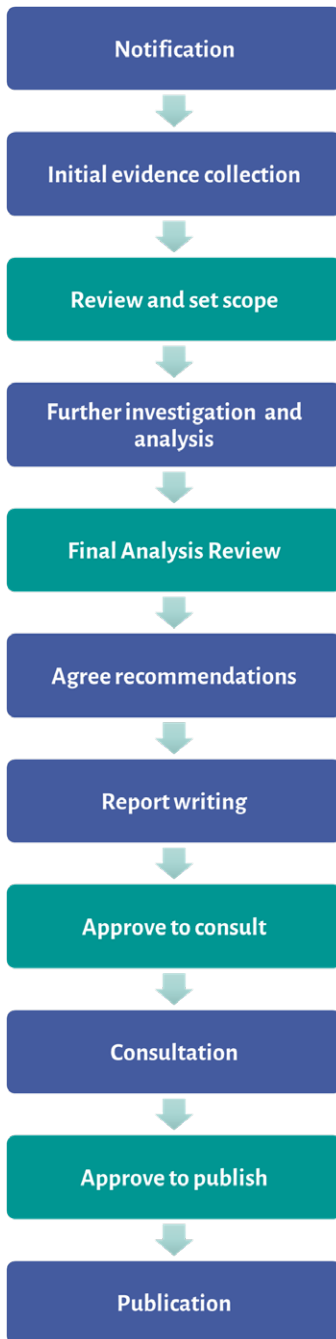 Notification
Initial evidence collection
Review and set scope
Further investigation and
analysis
Final Analysis Review
Agree recommendations
Report writing
Approve to consult
Consultation
Approve to publish
Publication